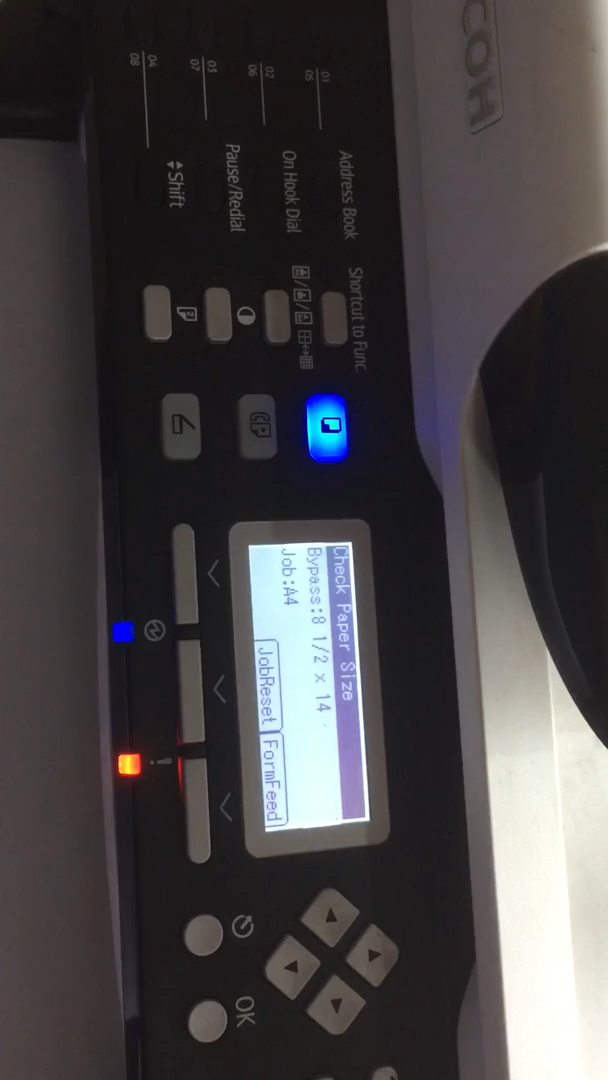 COH
01
05
02
06
03
07
04
08
Address Book
On Hook Dial
Pause/Redial
Shift
Shortcut to Func.
Check Paper Size
Bypass:8 1/2 x 14
Job:A4
JobReset
FormFeed
OK